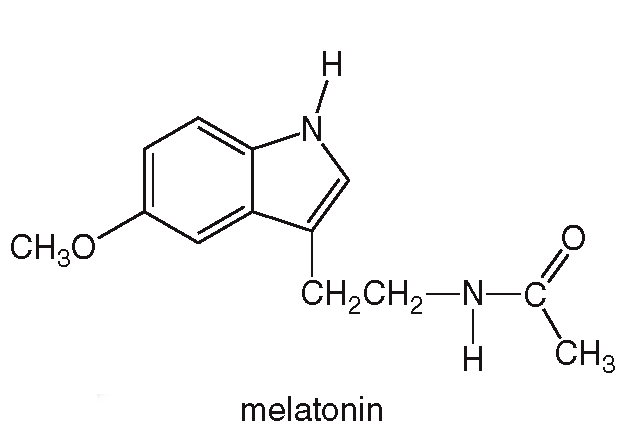 H
N
CH₃O
O
CH₂CH₂—N—C
H
CH₃
melatonin